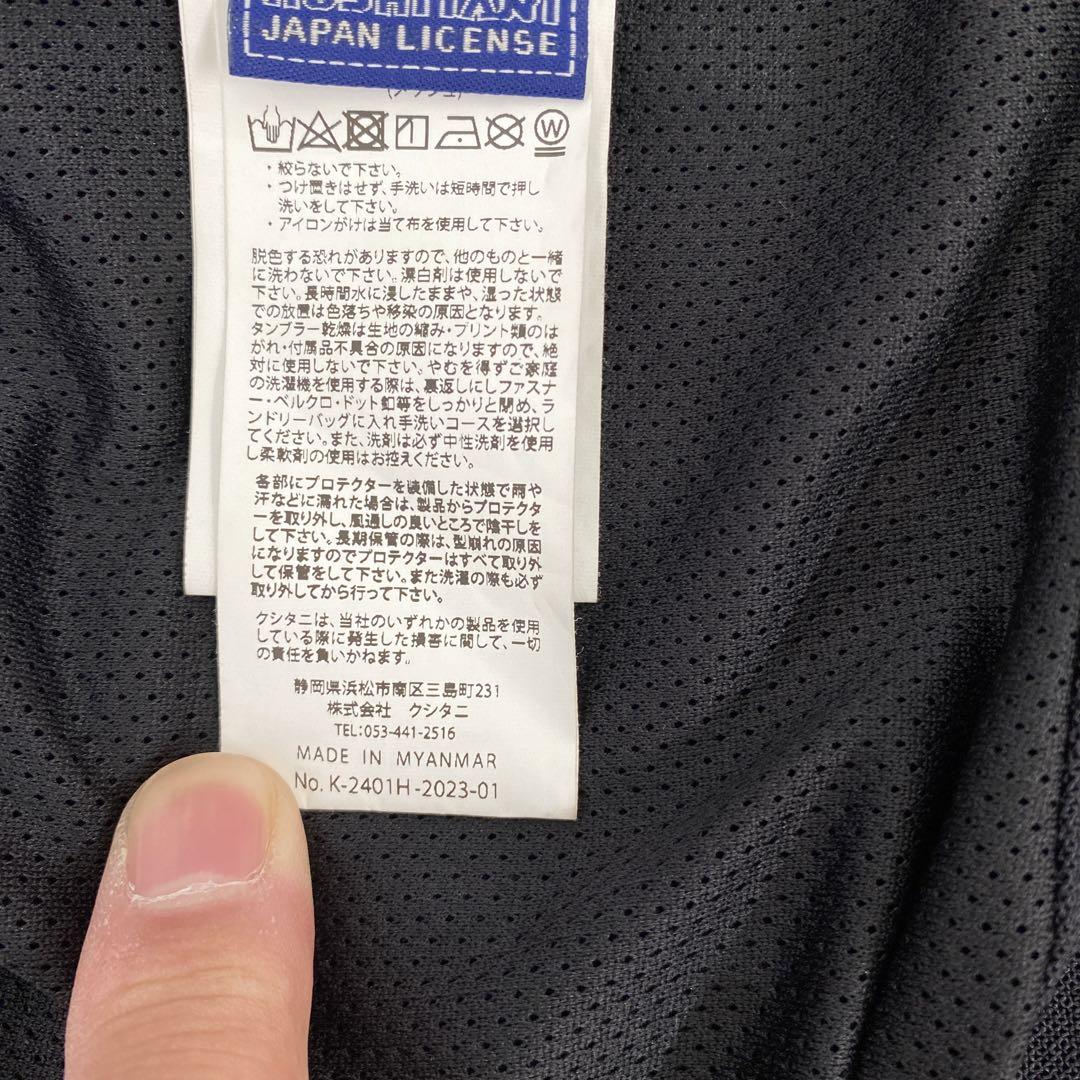 JAPAN LICENSE
W
・絞らないで下さい。
・つけ置きはせず、手洗いは短時間で押し
洗いをして下さい。
・アイロンがけは当て布を使用して下さい。
脱色する恐れがありますので、他のものと一緒
に洗わないで下さい。漂白剤は使用しないで
下さい。長時間水に浸したままや、湿った状態
での放置は色落ちや移染の原因となります。
タンブラー乾燥は生地の縮み・プリント類のは
がれ・付属品不具合の原因になりますので、絶
対に使用しないで下さい。やむを得ずご家庭
の洗濯機を使用する際は、裏返しにしファスナ
ー・ベルクロ・ドット釦等をしっかりと閉め、ラ
ンドリーバッグに入れ手洗いコースを選択し
てください。また、洗剤は必ず中性洗剤を使用
し柔軟剤の使用はお控えください。
各部にプロテクターを装備した状態で雨や
汗などに濡れた場合は、製品からプロテクタ
ーを取り外し、風通しの良いところで陰干しを
して下さい。長期保管の際は、型崩れの原因
になりますのでプロテクターはすべて取り外
して保管をして下さい。また洗濯の際も必ず
取り外してから行って下さい。
クシタニは、当社のいずれかの製品を使用
している際に発生した損害に関して、一切
の責任を負いかねます。
静岡県浜松市南区三島町231
株式会社 クシタニ
TEL:053-441-2516
MADE IN MYANMAR
No. K-2401H-2023-01